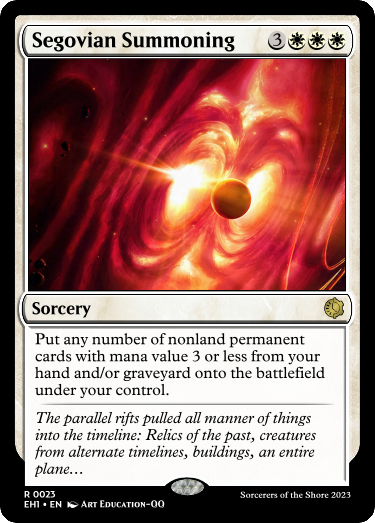 Segovian Summoning 3
Sorcery
Put any number of nonland permanent
cards with mana value 3 or less from your
hand and/or graveyard onto the battlefield
under your control.
The parallel rifts pulled all manner of things
into the timeline: Relics of the past, creatures
from alternate timelines, buildings, an entire
plane…
R 0023
EH1 • EN Art Education-QQ
Sorcerers of the Shore 2023